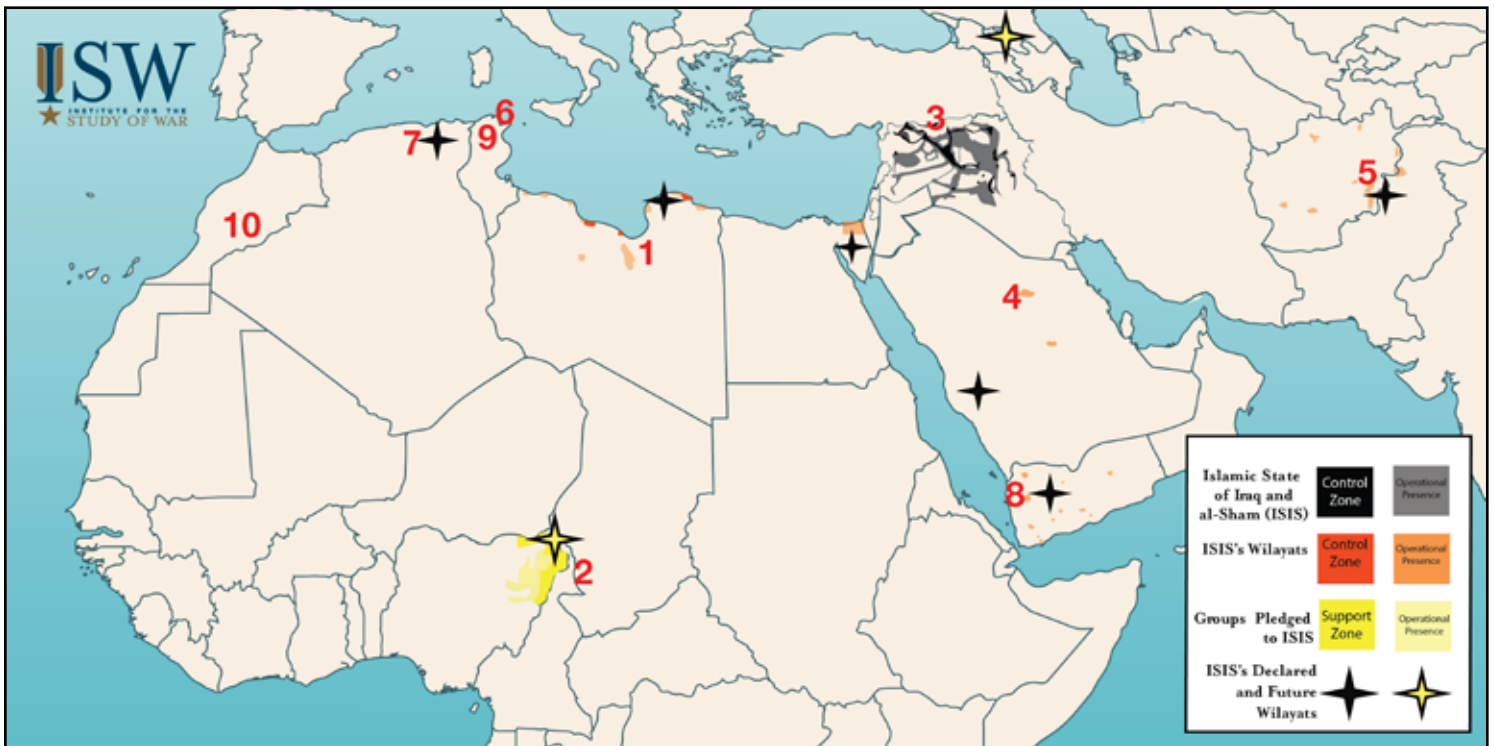 ISW
INSTITUTE FOR THE
STUDY OF WAR
6
7
9
3
5
10
1
4
8
2
Islamic State
of Iraq and
al-Sham (ISIS)
Control
Zone
Operational
Presence
ISIS's Wilayats
Control
Zone
Operational
Presence
Groups Pledged
to ISIS
Support
Zone
Operational
Presence
ISIS's Declared
and Future
Wilayats